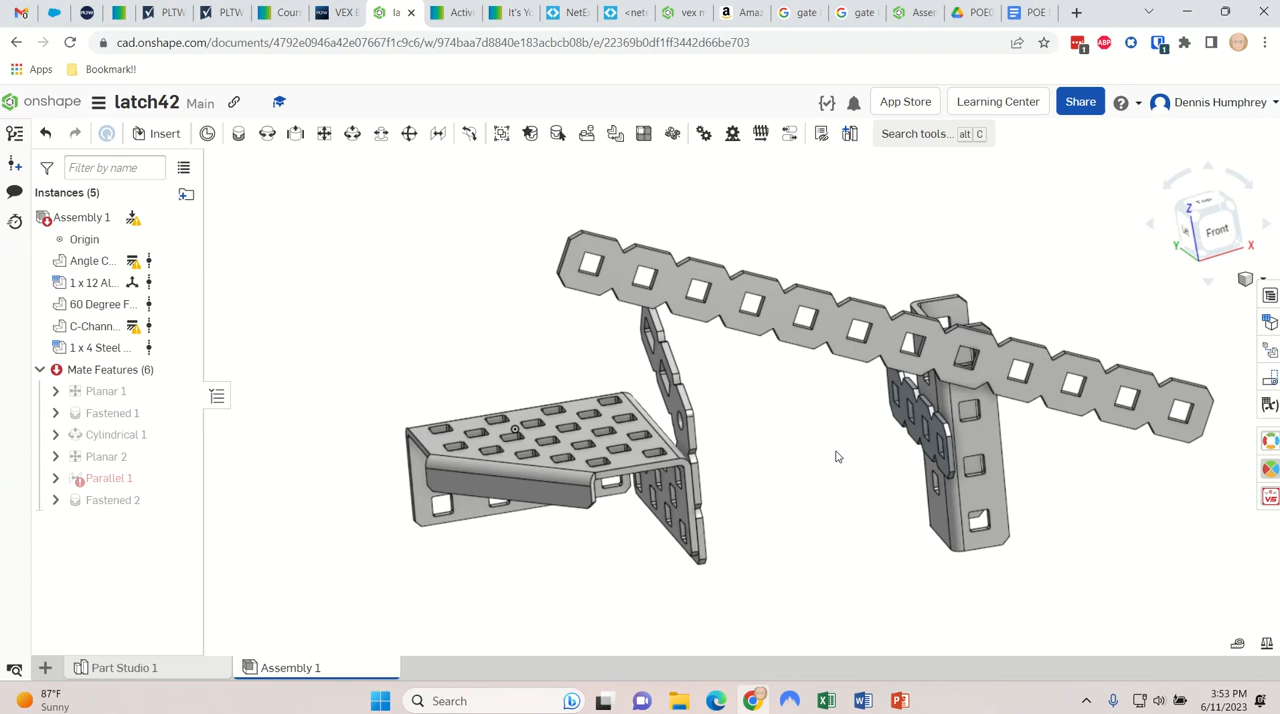 PLTW
PLTW
Cour
VEX E
la
Active
It's Yo
NetE
<netc
vex m
Amaz
gate
gate
Asser
POE
POE
cad.onshape.com/documents/4792e0946a42e07667f1c9c6/w/974baa7d8840e183acbcb08b/e/22369b0df1ff3442d66be703
Apps
Bookmark!!
onshape
latch42
Main
App Store
Learning Center
Share
Dennis Humphrey
Insert
Search tools... alt C
Filter by name
Instances (5)
Assembly 1
Origin
Angle C...
1 x 12 Al...
60 Degree F...
C-Chann...
1 x 4 Steel ...
Mate Features (6)
Planar 1
Fastened 1
Cylindrical 1
Planar 2
Parallel 1
Fastened 2
Z
Front
X
Y
Part Studio 1
Assembly 1
87°F
Sunny
Search
3:53 PM
6/11/2023